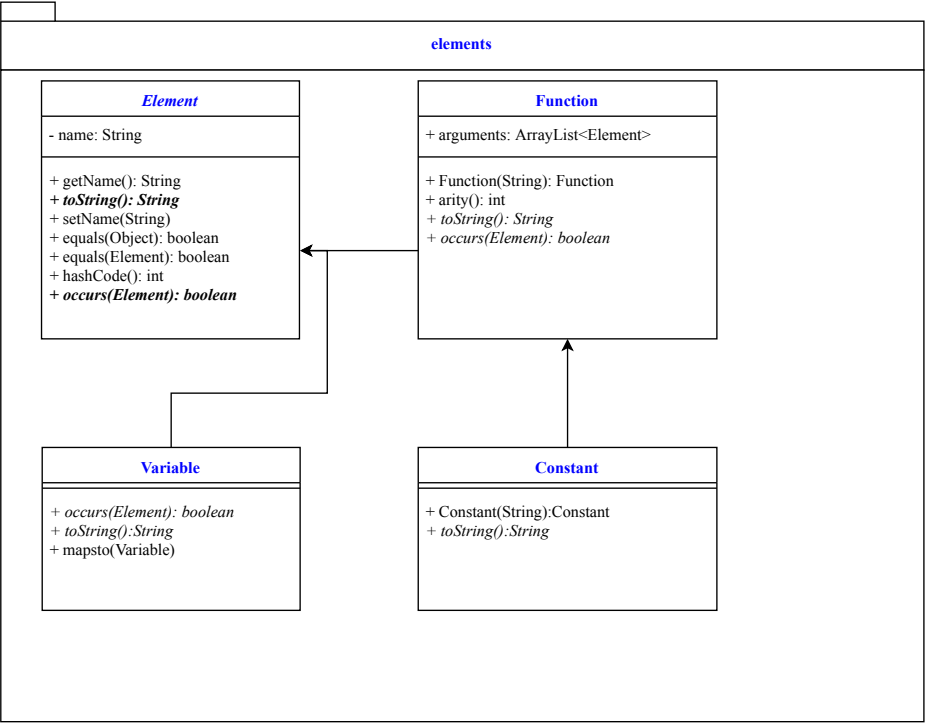 elements
Element
- name: String
+ getName(): String
+ toString(): String
+ setName(String)
+ equals(Object): boolean
+ equals(Element): boolean
+ hashCode(): int
+ occurs(Element): boolean
Function
+ arguments: ArrayList<Element>
+ Function(String): Function
+ arity(): int
+ toString(): String
+ occurs(Element): boolean
Variable
+ occurs(Element): boolean
+ toString():String
+ mapsto(Variable)
Constant
+ Constant(String):Constant
+ toString():String